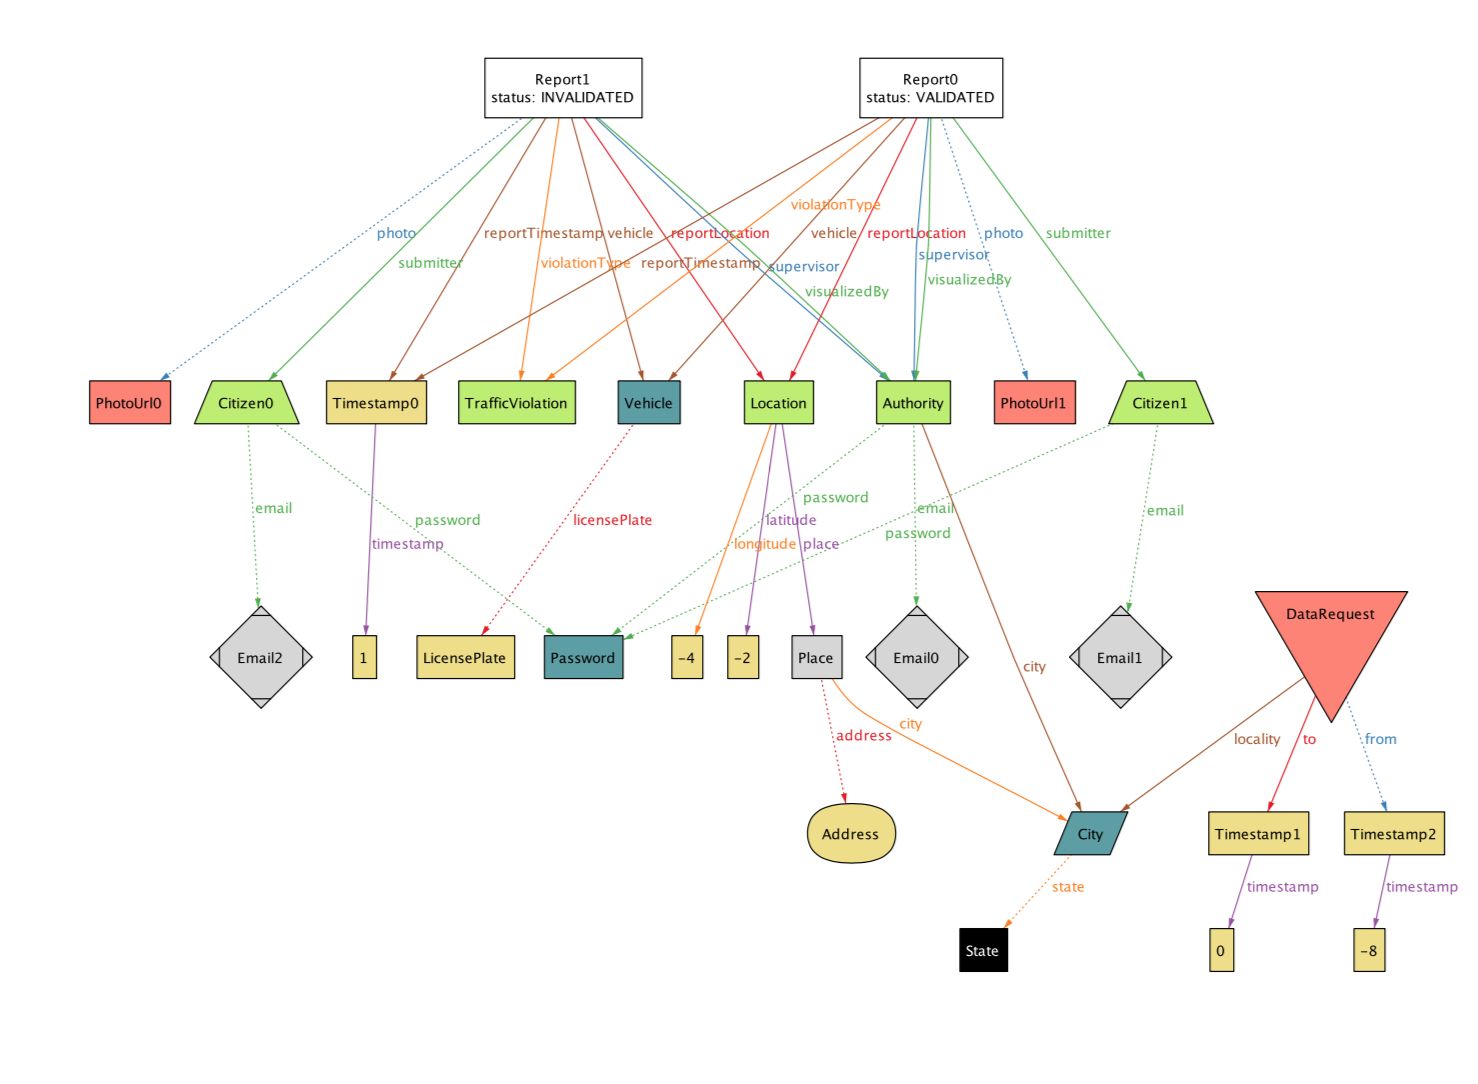 Report1
status: INVALIDATED
Report0
status: VALIDATED
violationType
photo
reportTimestamp
vehicle
reportLocation
vehicle
reportLocation
photo
submitter
submitter
violationType
reportTimestamp
supervisor
supervisor
visualizedBy
visualizedBy
PhotoUrl0
Citizen0
Timestamp0
TrafficViolation
Vehicle
Location
Authority
PhotoUrl1
Citizen1
email
password
licensePlate
password
latitude
email
email
timestamp
longitude
place
password
Email2
1
LicensePlate
Password
-4
-2
Place
Email0
Email1
DataRequest
city
city
address
locality
to
from
Address
City
Timestamp1
Timestamp2
state
timestamp
timestamp
State
0
-8